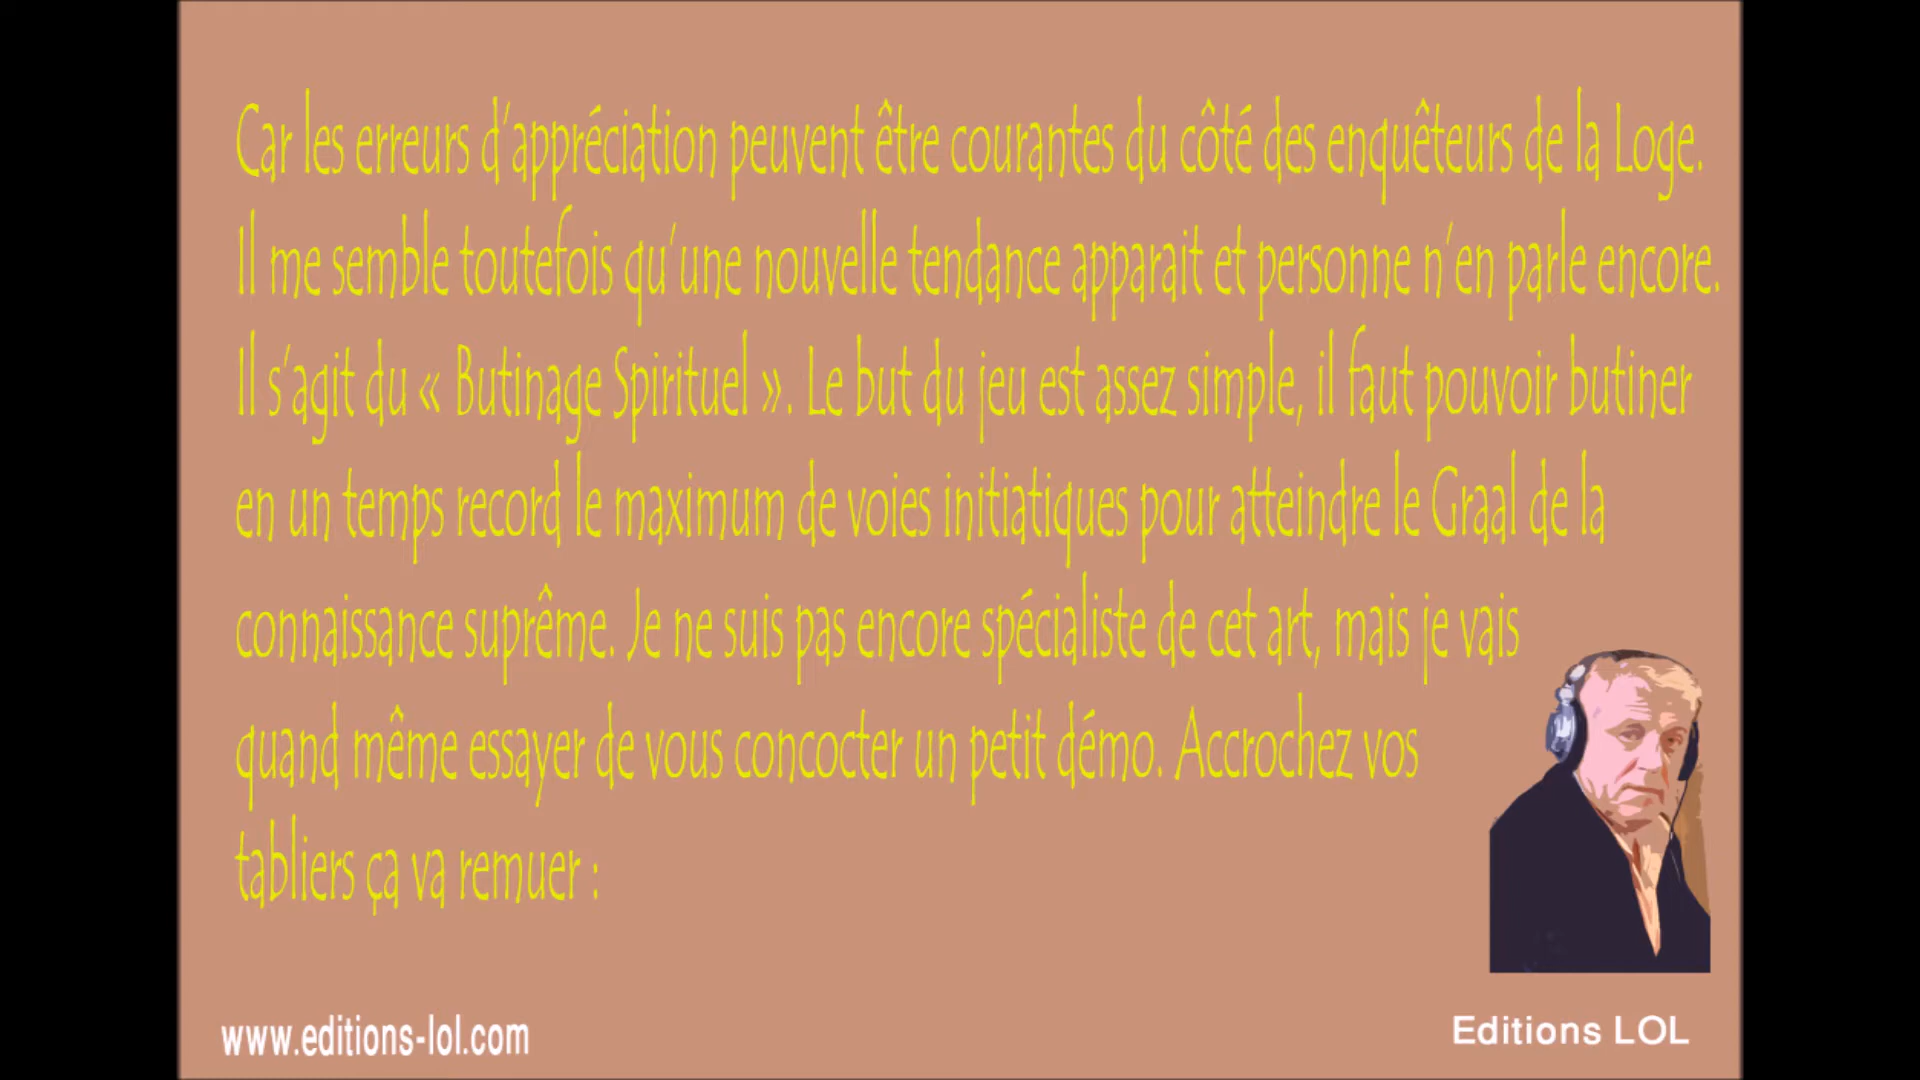 Car les erreurs d'appréciation peuvent être courantes du côté des enquêteurs de la Loge.
Il me semble toutefois qu'une nouvelle tendance apparait et personne n'en parle encore.
Il s'agit du « Butinage Spirituel ». Le but du jeu est assez simple, il faut pouvoir butiner
en un temps record le maximum de voies initiatiques pour atteindre le Graal de la
connaissance suprême. Je ne suis pas encore spécialiste de cet art, mais je vais
quand même essayer de vous concocter un petit démo. Accrochez vos
tabliers ça va remuer :
www.editions-lol.com
Editions LOL